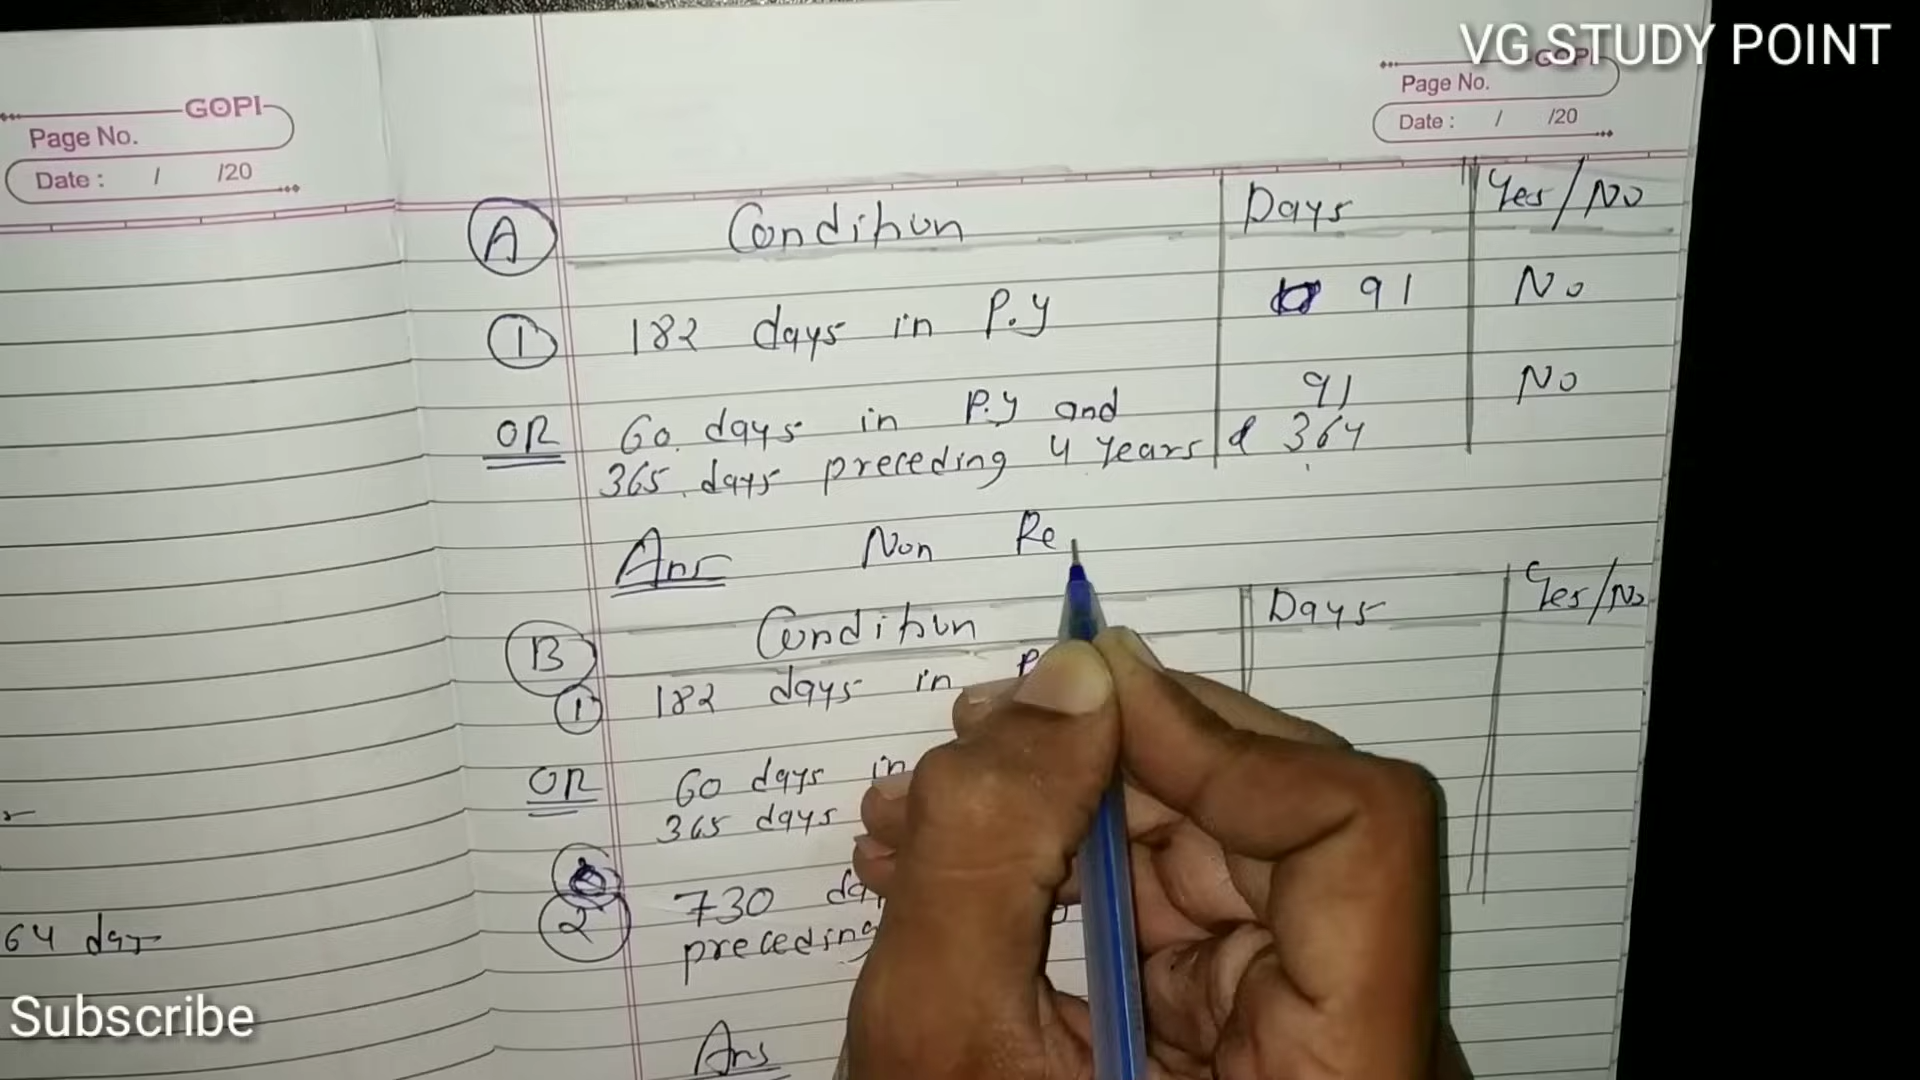 VG STUDY POINT
GOPI
Page No.
Date : / /20
GOPI
Page No.
Date : / /20
A Condition Days Yes/No
1 182 days in P.Y 91 No
OR 60 days in P.Y and 91 No
365 days preceding 4 years & 364
Ans Non Re
B Condition Days Yes/No
1 182 days in P
OR 60 days in
365 days
2 730
preceding
64 day
Ans
Subscribe